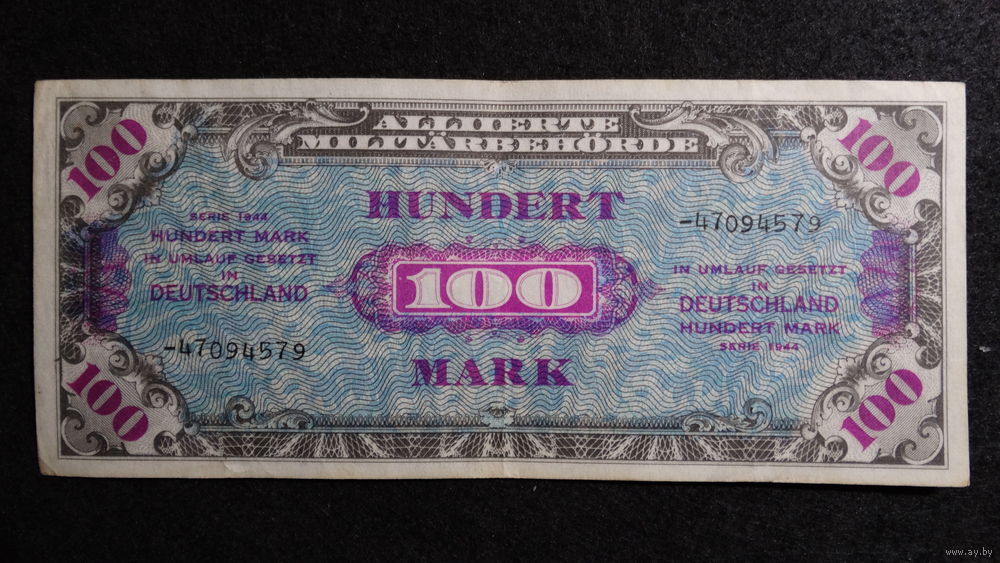 ALLIIERTE
MILITÄRBEHÖRDE
100
100
HUNDERT
SERIE 1944
HUNDERT MARK
IN UMLAUF GESETZT
IN
DEUTSCHLAND
-47094579
100
-47094579
IN UMLAUF GESETZT
IN
DEUTSCHLAND
HUNDERT MARK
SERIE 1944
MARK
100
100
www.ay.by